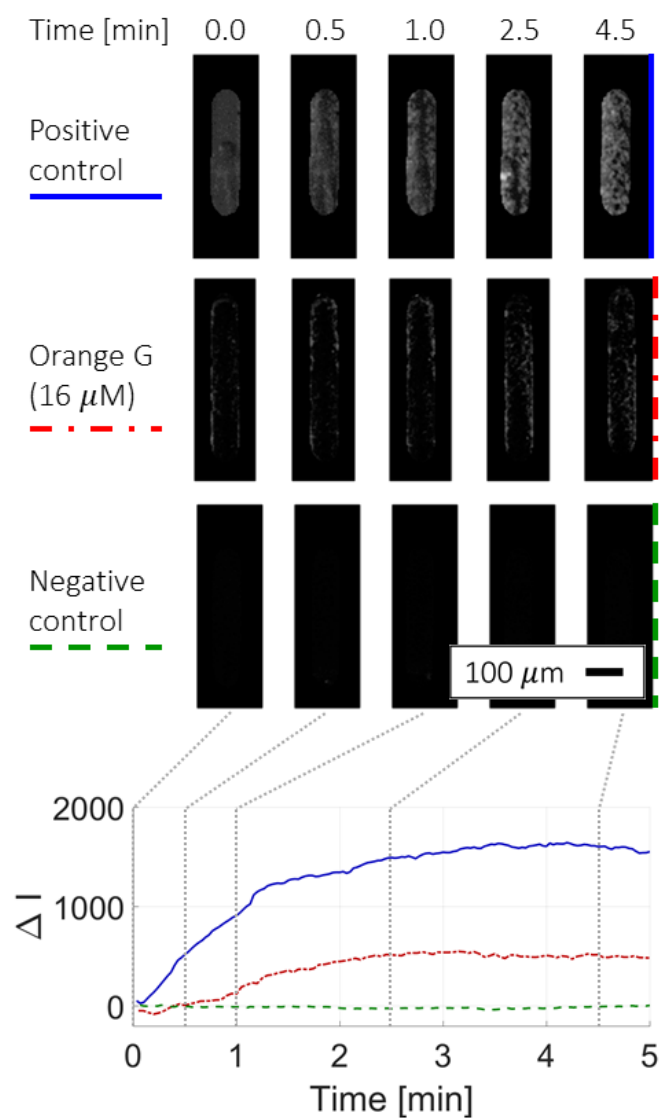 Time [min] 0.0 0.5 1.0 2.5 4.5
Positive
control
Orange G
(16 μM)
Negative
control
100 μm
2000
1000
0
Δ I
0 1 2 3 4 5
Time [min]